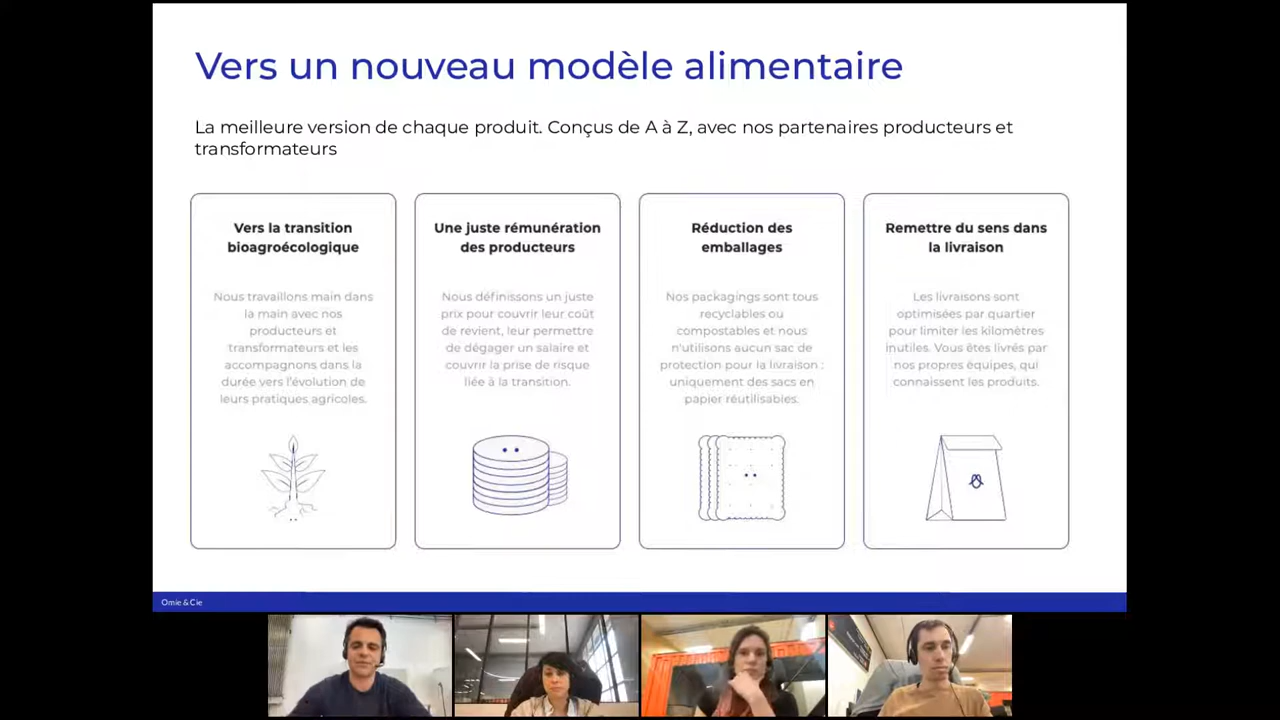 Vers un nouveau modèle alimentaire
La meilleure version de chaque produit. Conçus de A à Z, avec nos partenaires producteurs et
transformateurs
Vers la transition
bioagroécologique
Nous travaillons main dans
la main avec nos
producteurs et
transformateurs et les
accompagnons dans la
durée vers l'évolution de
leurs pratiques agricoles.
Une juste rémunération
des producteurs
Nous définissons un juste
prix pour couvrir leur coût
de revient, leur permettre
de dégager un salaire et
couvrir la prise de risque
liée à la transition.
Réduction des
emballages
Nos packagings sont tous
recyclables ou
compostables et nous
n'utilisons aucun sac de
protection pour la livraison :
uniquement des sacs en
papier réutilisables.
Remettre du sens dans
la livraison
Les livraisons sont
optimisées par quartier
pour limiter les kilomètres
inutiles. Vous êtes livrés par
nos propres équipes, qui
connaissent les produits.
Omie & Cie